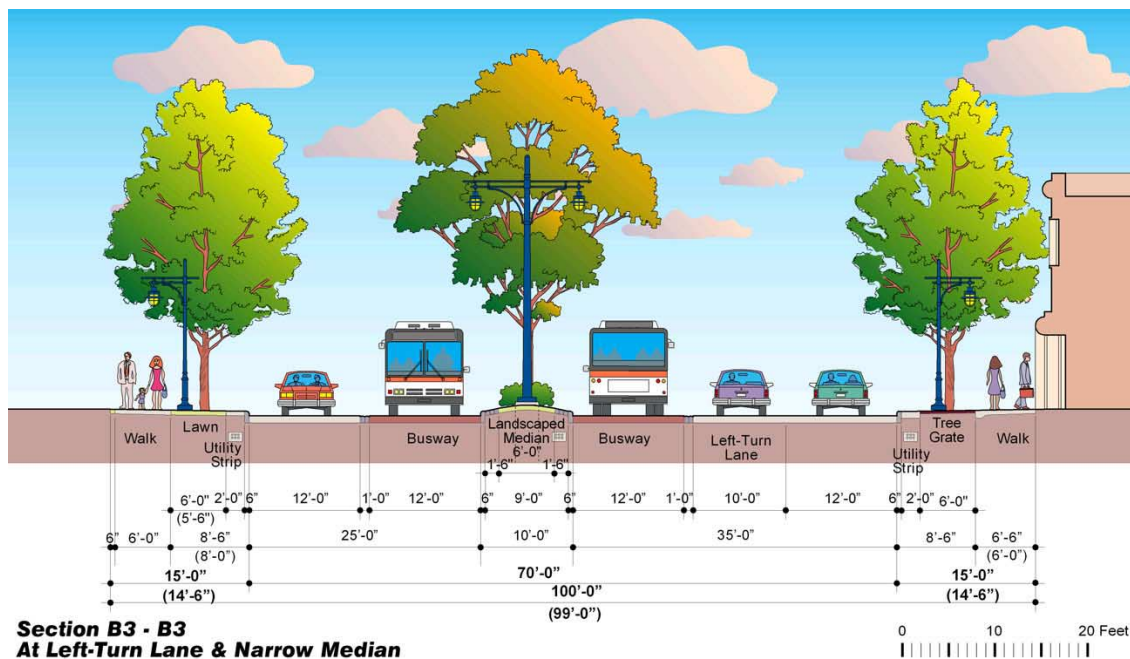 Walk
Lawn
Utility
Strip
Busway
Landscaped
Median
6'-0"
Busway
Left-Turn
Lane
Utility
Strip
Tree
Grate
Walk
1'-6" 1'-6"
6'-0" 2'-0" 6" 12'-0" 1'-0" 12'-0" 6" 9'-0" 6" 12'-0" 1'-0" 10'-0" 12'-0" 6" 2'-0" 6'-0"
(5'-6")
6" 6'-0" 8'-6" 25'-0" 10'-0" 35'-0" 8'-6" 6'-6"
(8'-0") (6'-0")
15'-0" 70'-0" 15'-0"
(14'-6") 100'-0" (14'-6")
(99'-0")
Section B3 - B3
At Left-Turn Lane & Narrow Median
0 10 20 Feet